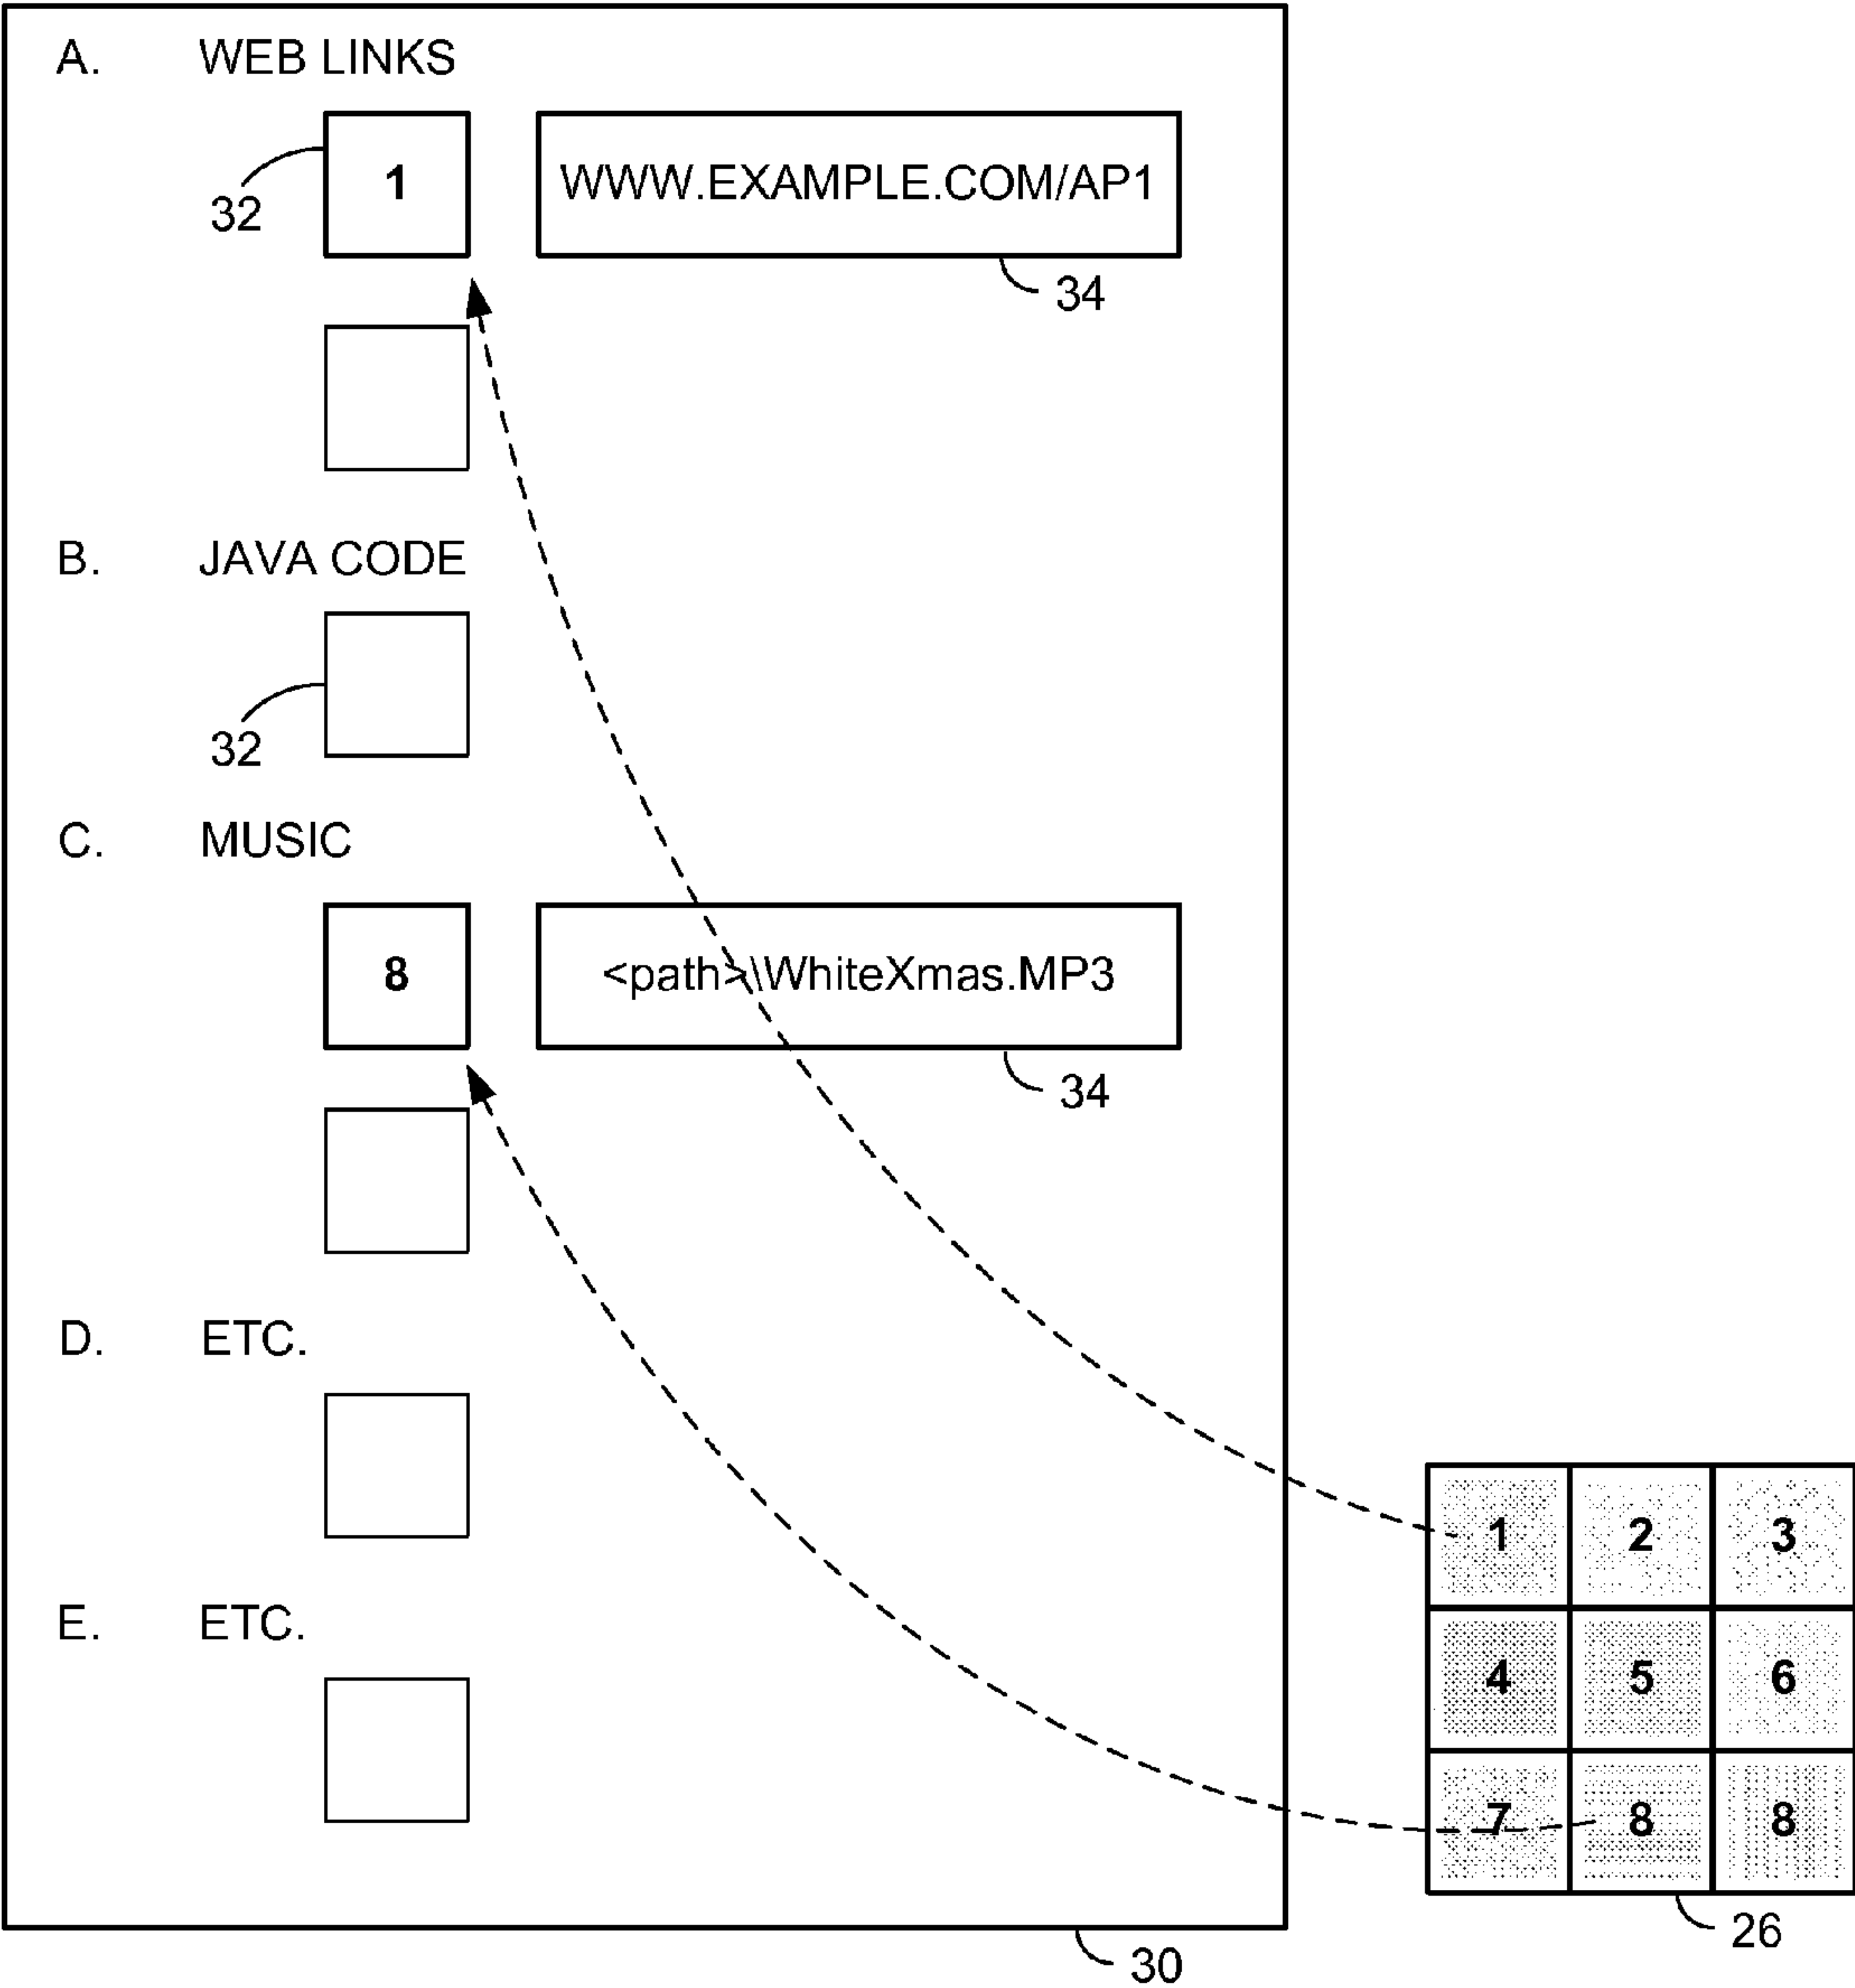 A. WEB LINKS
1 WWW.EXAMPLE.COM/AP1
32
34
B. JAVA CODE
32
C. MUSIC
8 <path>\WhiteXmas.MP3
34
D. ETC.
1 2 3
E. ETC.
4 5 6
7 8 8
26
30